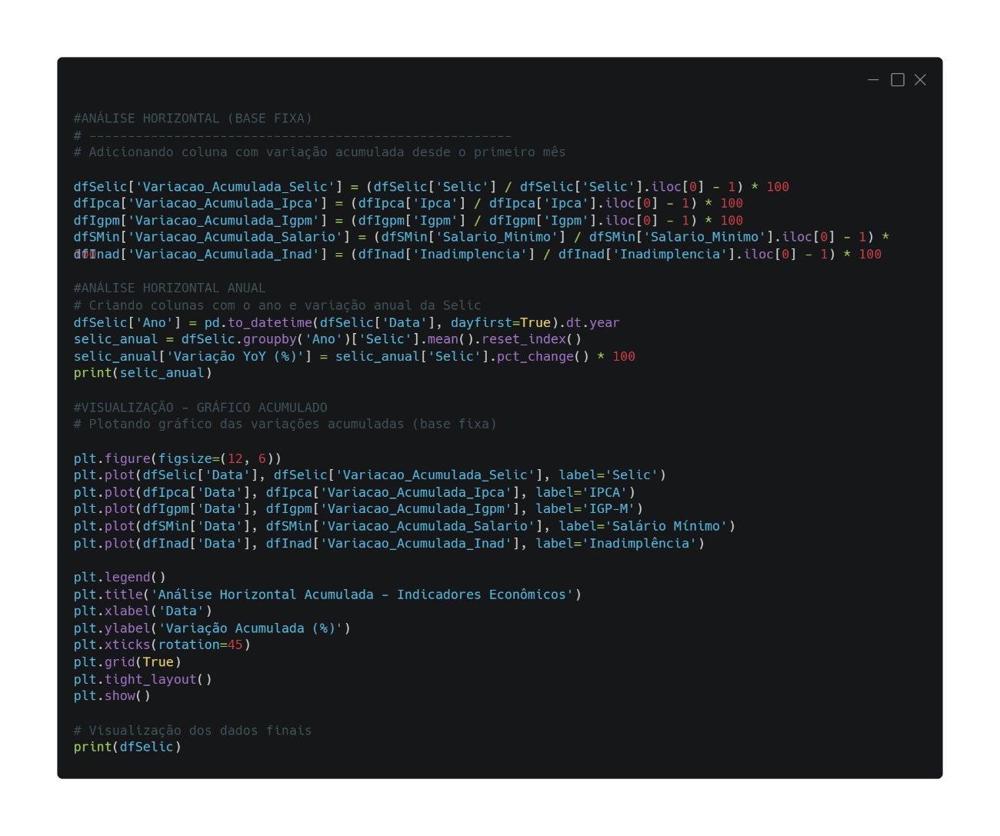 #ANÁLISE HORIZONTAL (BASE FIXA)
# -------------------------------------------------------
# Adicionando coluna com variação acumulada desde o primeiro mês
dfSelic['Variacao_Acumulada_Selic'] = (dfSelic['Selic'] / dfSelic['Selic'].iloc[0] - 1) * 100
dfIpca['Variacao_Acumulada_Ipca'] = (dfIpca['Ipca'] / dfIpca['Ipca'].iloc[0] - 1) * 100
dfIgpm['Variacao_Acumulada_Igpm'] = (dfIgpm['Igpm'] / dfIgpm['Igpm'].iloc[0] - 1) * 100
dfSMin['Variacao_Acumulada_Salario'] = (dfSMin['Salario_Minimo'] / dfSMin['Salario_Minimo'].iloc[0] - 1) *
100
dfInad['Variacao_Acumulada_Inad'] = (dfInad['Inadimplencia'] / dfInad['Inadimplencia'].iloc[0] - 1) * 100
#ANÁLISE HORIZONTAL ANUAL
# Criando colunas com o ano e variação anual da Selic
dfSelic['Ano'] = pd.to_datetime(dfSelic['Data'], dayfirst=True).dt.year
selic_anual = dfSelic.groupby('Ano')['Selic'].mean().reset_index()
selic_anual['Variação YoY (%)'] = selic_anual['Selic'].pct_change() * 100
print(selic_anual)
#VISUALIZAÇÃO - GRÁFICO ACUMULADO
# Plotando gráfico das variações acumuladas (base fixa)
plt.figure(figsize=(12, 6))
plt.plot(dfSelic['Data'], dfSelic['Variacao_Acumulada_Selic'], label='Selic')
plt.plot(dfIpca['Data'], dfIpca['Variacao_Acumulada_Ipca'], label='IPCA')
plt.plot(dfIgpm['Data'], dfIgpm['Variacao_Acumulada_Igpm'], label='IGP-M')
plt.plot(dfSMin['Data'], dfSMin['Variacao_Acumulada_Salario'], label='Salário Mínimo')
plt.plot(dfInad['Data'], dfInad['Variacao_Acumulada_Inad'], label='Inadimplência')
plt.legend()
plt.title('Análise Horizontal Acumulada - Indicadores Econômicos')
plt.xlabel('Data')
plt.ylabel('Variação Acumulada (%)')
plt.xticks(rotation=45)
plt.grid(True)
plt.tight_layout()
plt.show()
# Visualização dos dados finais
print(dfSelic)